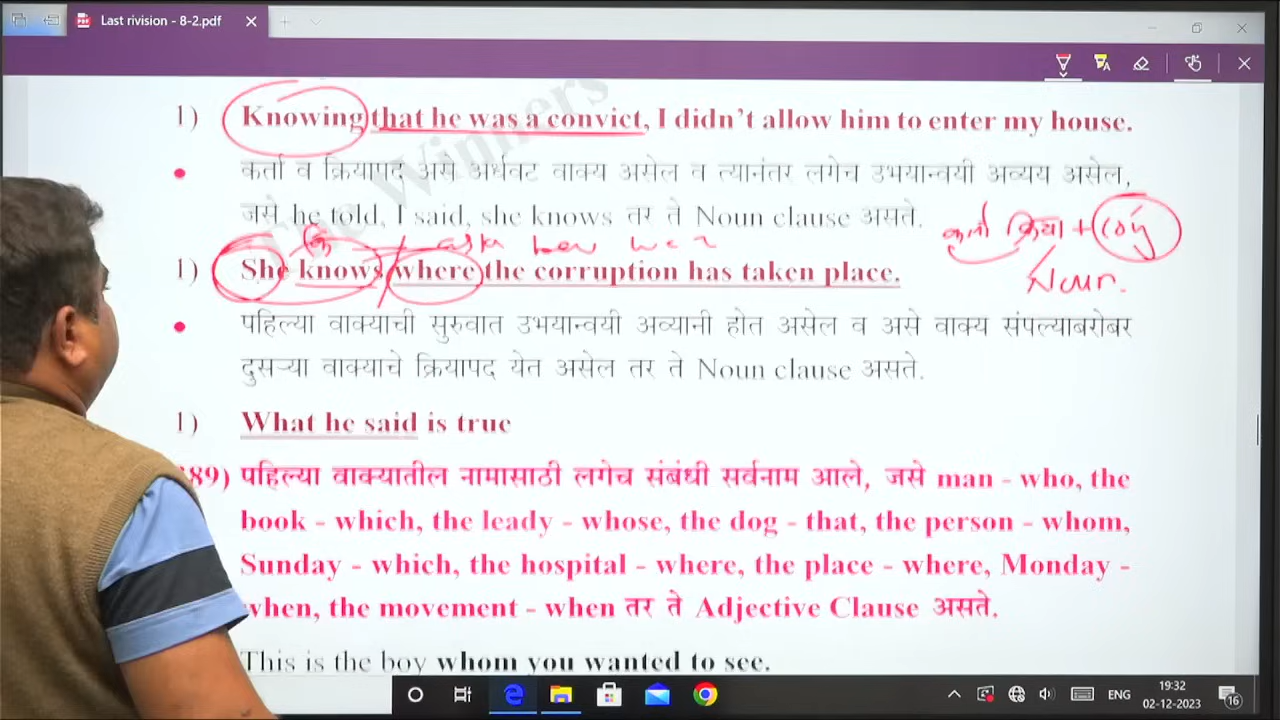 Last rivision - 8-2.pdf
1) Knowing that he was a convict, I didn't allow him to enter my house.
• कर्ता व क्रियापद असे अर्धवट वाक्य असेल व त्यानंतर लगेच उभयान्वयी अव्यय असेल,
जसे he told, I said, she knows तर ते Noun clause असते.
कर्ता क्रिया +
1) She knows where the corruption has taken place.
Noun.
• पहिल्या वाक्याची सुरुवात उभयान्वयी अव्यानी होत असेल व असे वाक्य संपल्याबरोबर
दुसऱ्या वाक्याचे क्रियापद येत असेल तर ते Noun clause असते.
1) What he said is true
89) पहिल्या वाक्यातील नामासाठी लगेच संबंधी सर्वनाम आले, जसे man - who, the
book - which, the leady - whose, the dog - that, the person - whom,
Sunday - which, the hospital - where, the place - where, Monday -
when, the movement - when तर ते Adjective Clause असते.
This is the boy whom you wanted to see.
ENG
19:32
02-12-2023
16